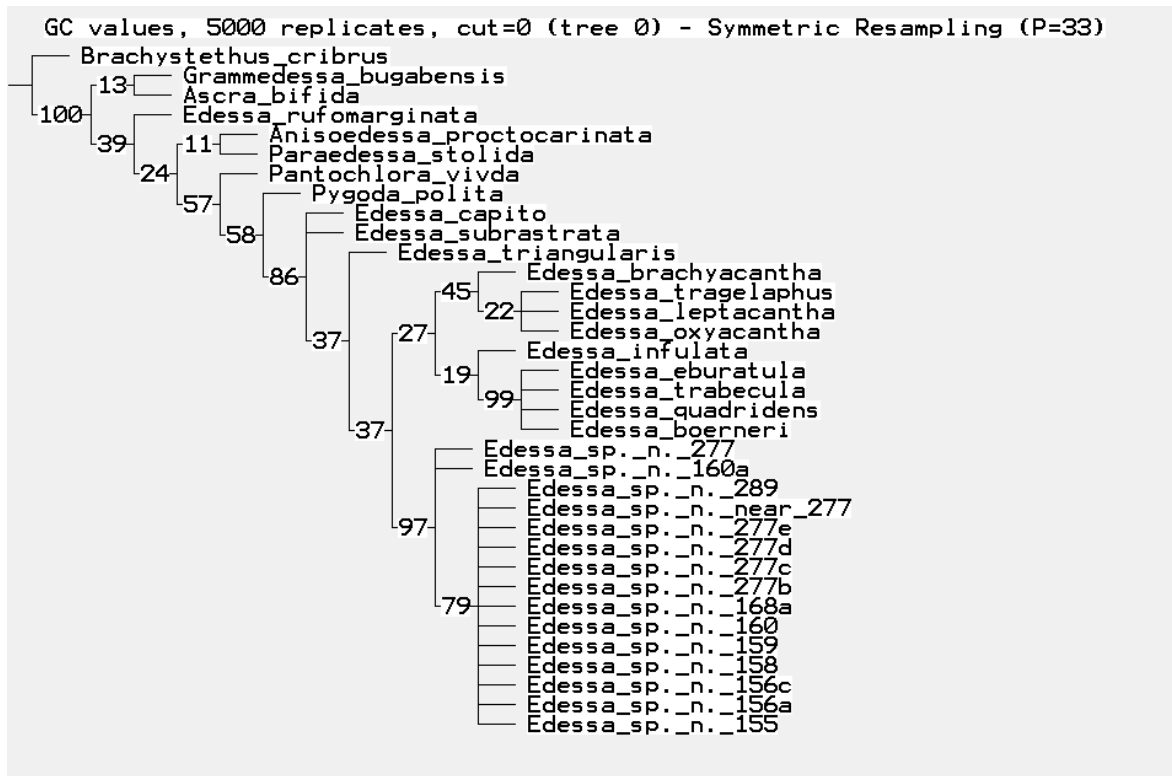 GC values, 5000 replicates, cut=0 (tree 0) - Symmetric Resampling (P=33)
Brachystethus_cribrus
Grammedessa_bugabensis
13
Ascra_bifida
100
Edessa_rufomarginata
Anisoedessa_proctocarinata
39 11
Paraedessa_stolida
24 Pantochlora_vivda
Pygoda_polita
57
Edessa_capito
58 Edessa_subrastrata
Edessa_triangularis
86 Edessa_brachyacantha
45 Edessa_tragelaphus
22 Edessa_leptacantha
27 Edessa_oxyacantha
37
Edessa_infulata
19 Edessa_eburatula
Edessa_trabecula
99
Edessa_quadridens
37 Edessa_boerneri
Edessa_sp._n._277
Edessa_sp._n._160a
Edessa_sp._n._289
Edessa_sp._n._near_277
97 Edessa_sp._n._277e
Edessa_sp._n._277d
Edessa_sp._n._277c
Edessa_sp._n._277b
79 Edessa_sp._n._168a
Edessa_sp._n._160
Edessa_sp._n._159
Edessa_sp._n._158
Edessa_sp._n._156c
Edessa_sp._n._156a
Edessa_sp._n._155